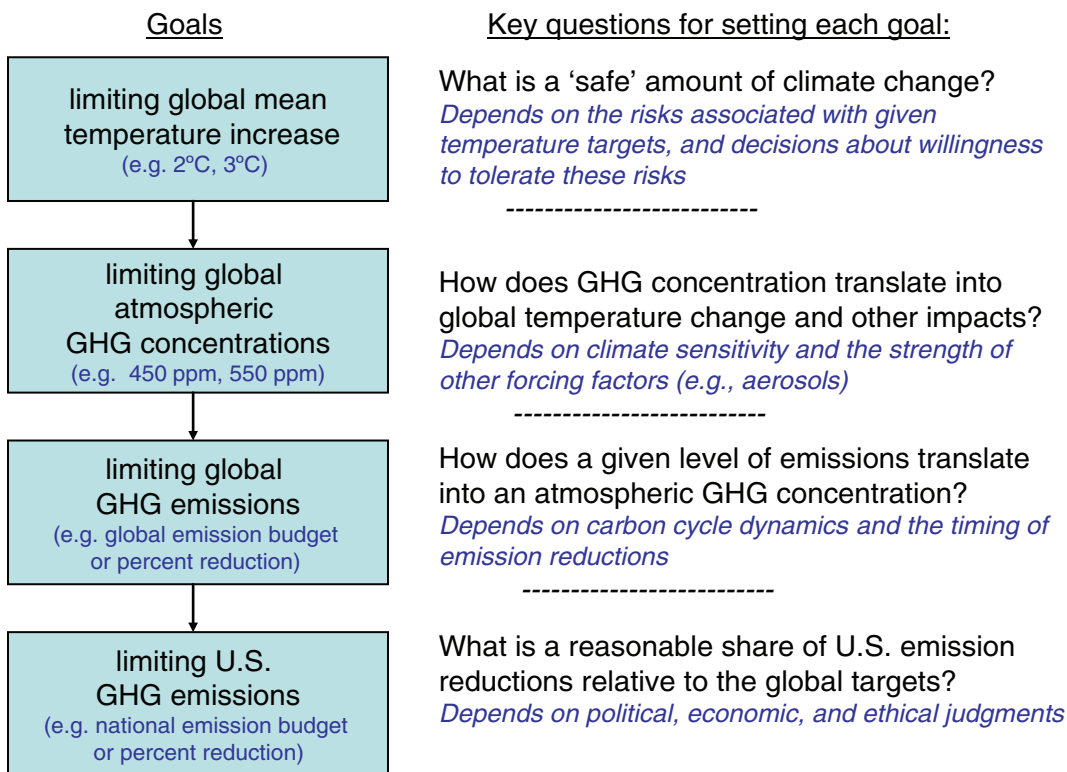 Goals
Key questions for setting each goal:
limiting global mean
temperature increase
(e.g. 2ºC, 3ºC)
What is a ‘safe’ amount of climate change?
Depends on the risks associated with given
temperature targets, and decisions about willingness
to tolerate these risks
--------------------------
limiting global
atmospheric
GHG concentrations
(e.g. 450 ppm, 550 ppm)
How does GHG concentration translate into
global temperature change and other impacts?
Depends on climate sensitivity and the strength of
other forcing factors (e.g., aerosols)
--------------------------
limiting global
GHG emissions
(e.g. global emission budget
or percent reduction)
How does a given level of emissions translate
into an atmospheric GHG concentration?
Depends on carbon cycle dynamics and the timing of
emission reductions
--------------------------
limiting U.S.
GHG emissions
(e.g. national emission budget
or percent reduction)
What is a reasonable share of U.S. emission
reductions relative to the global targets?
Depends on political, economic, and ethical judgments